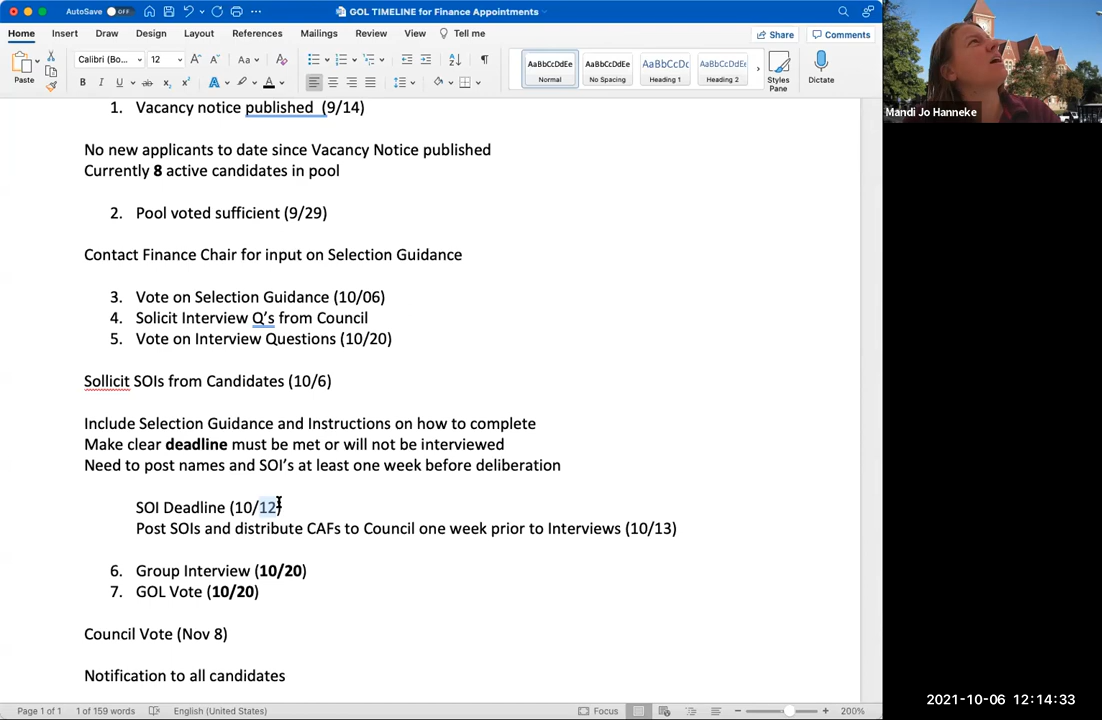 AutoSave OFF GOL TIMELINE for Finance Appointments
Home Insert Draw Design Layout References Mailings Review View Tell me Share Comments
Paste Calibri (Bo... 12 Aa AaBbCcDdEe Normal AaBbCcDdEe No Spacing AaBbCcDc Heading 1 AaBbCcDdEe Heading 2 Styles Pane Dictate
Mandi Jo Hanneke
1. Vacancy notice published (9/14)
No new applicants to date since Vacancy Notice published
Currently 8 active candidates in pool
2. Pool voted sufficient (9/29)
Contact Finance Chair for input on Selection Guidance
3. Vote on Selection Guidance (10/06)
4. Solicit Interview Q's from Council
5. Vote on Interview Questions (10/20)
Sollicit SOIs from Candidates (10/6)
Include Selection Guidance and Instructions on how to complete
Make clear deadline must be met or will not be interviewed
Need to post names and SOI's at least one week before deliberation
SOI Deadline (10/12)
Post SOIs and distribute CAFs to Council one week prior to Interviews (10/13)
6. Group Interview (10/20)
7. GOL Vote (10/20)
Council Vote (Nov 8)
Notification to all candidates
2021-10-06 12:14:33
Page 1 of 1 1 of 159 words English (United States) Focus 200%